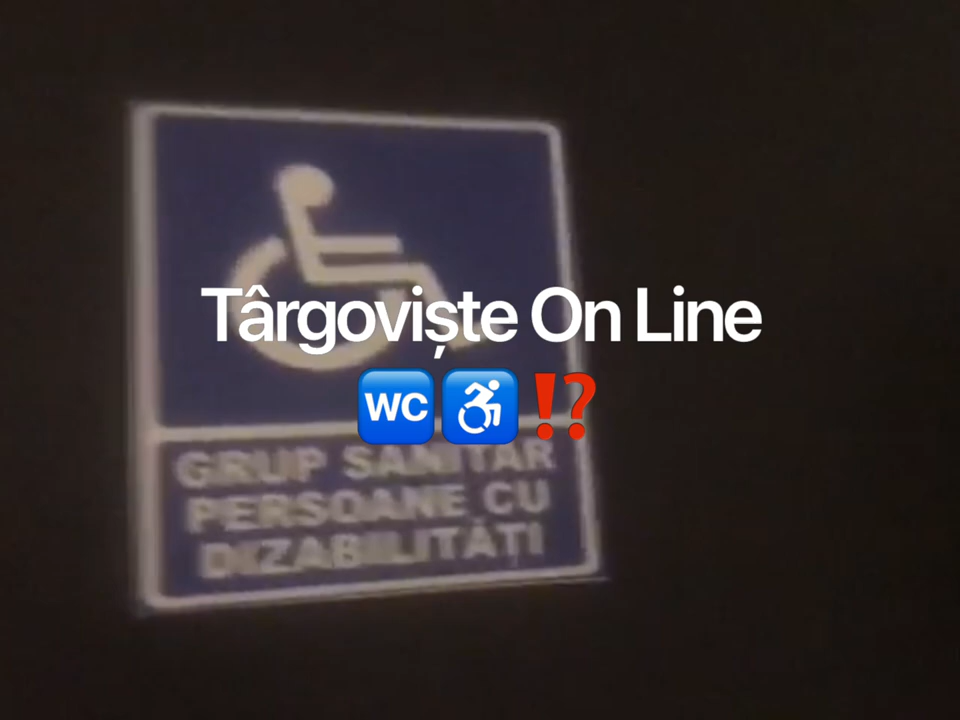 Târgoviște On Line
WC ♿ ⁉️
GRUP SANITAR
PERSOANE CU
DIZABILITĂȚI